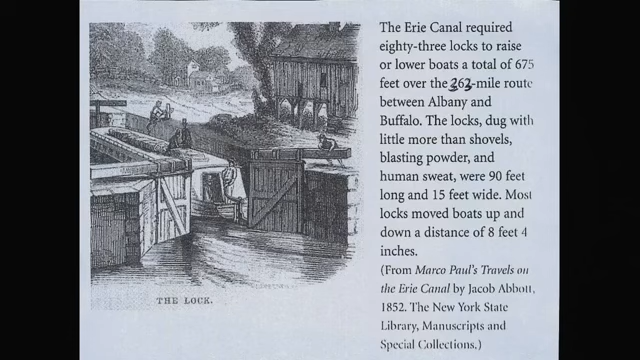 The Erie Canal required
eighty-three locks to raise
or lower boats a total of 675
feet over the 262-mile route
between Albany and
Buffalo. The locks, dug with
little more than shovels,
blasting powder, and
human sweat, were 90 feet
long and 15 feet wide. Most
locks moved boats up and
down a distance of 8 feet 4
inches.
(From Marco Paul's Travels on
the Erie Canal by Jacob Abbott,
1852. The New York State
Library, Manuscripts and
Special Collections.)
THE LOCK.